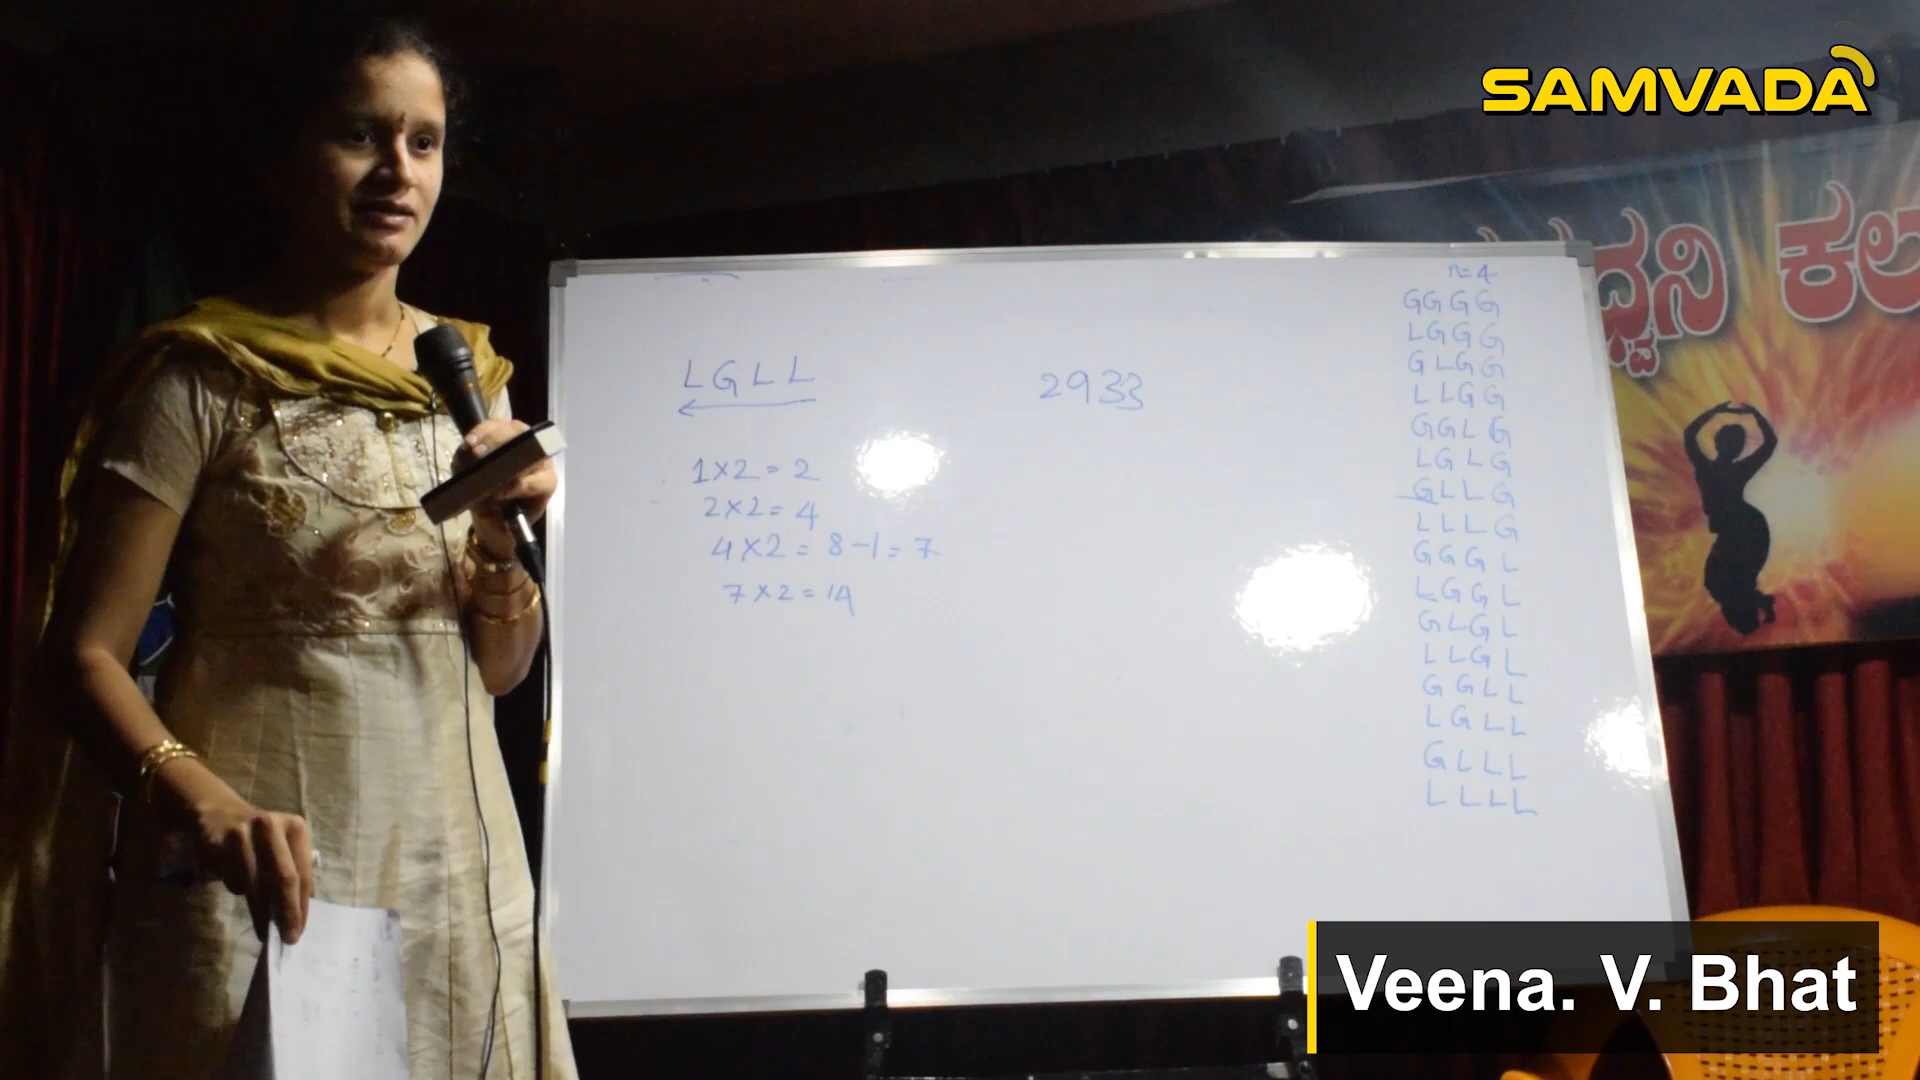 SAMVADA
ಧ್ವನಿ
LGLL
2933
1×2=2
2×2=4
4×2=8-1=7
7×2=14
n=4
GGGG
LGGG
GLGG
LLGG
GGLG
LGLG
GLLG
LLLG
GGGL
LGGL
GLGL
LLGL
GGLL
LGLL
GLLL
LLLL
Veena. V. Bhat